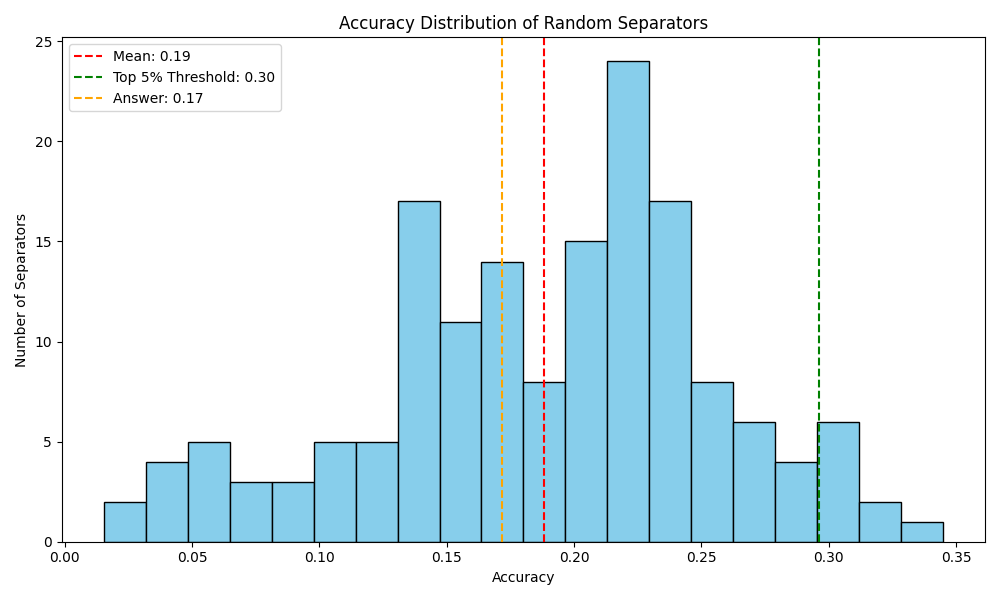 Accuracy Distribution of Random Separators
Mean: 0.19
Top 5% Threshold: 0.30
Answer: 0.17
25
20
15
10
5
0
Number of Separators
0.00 0.05 0.10 0.15 0.20 0.25 0.30 0.35
Accuracy